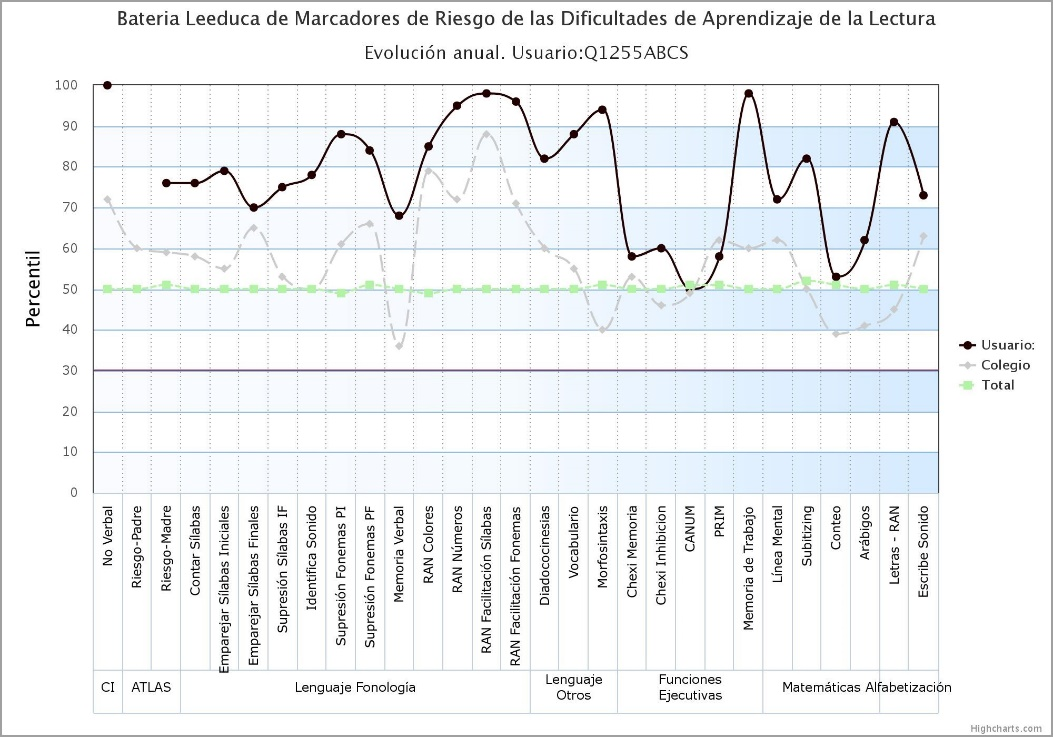 Bateria Leeduca de Marcadores de Riesgo de las Dificultades de Aprendizaje de la Lectura
Evolución anual. Usuario:Q1255ABCS
Percentil
100
90
80
70
60
50
40
30
20
10
0
Usuario:
Colegio
Total
No Verbal
Riesgo-Padre
Riesgo-Madre
Contar Sílabas
Emparejar Sílabas Iniciales
Emparejar Sílabas Finales
Supresión Sílabas IF
Identifica Sonido
Supresión Fonemas PI
Supresión Fonemas PF
Memoria Verbal
RAN Colores
RAN Números
RAN Facilitación Sílabas
RAN Facilitación Fonemas
Diadococinesias
Vocabulario
Morfosintaxis
Chexi Memoria
Chexi Inhibicion
CANUM
PRIM
Memoria de Trabajo
Línea Mental
Subitizing
Conteo
Arábigos
Letras - RAN
Escribe Sonido
CI
ATLAS
Lenguaje Fonología
Lenguaje
Otros
Funciones
Ejecutivas
Matemáticas
Alfabetización
Highcharts.com